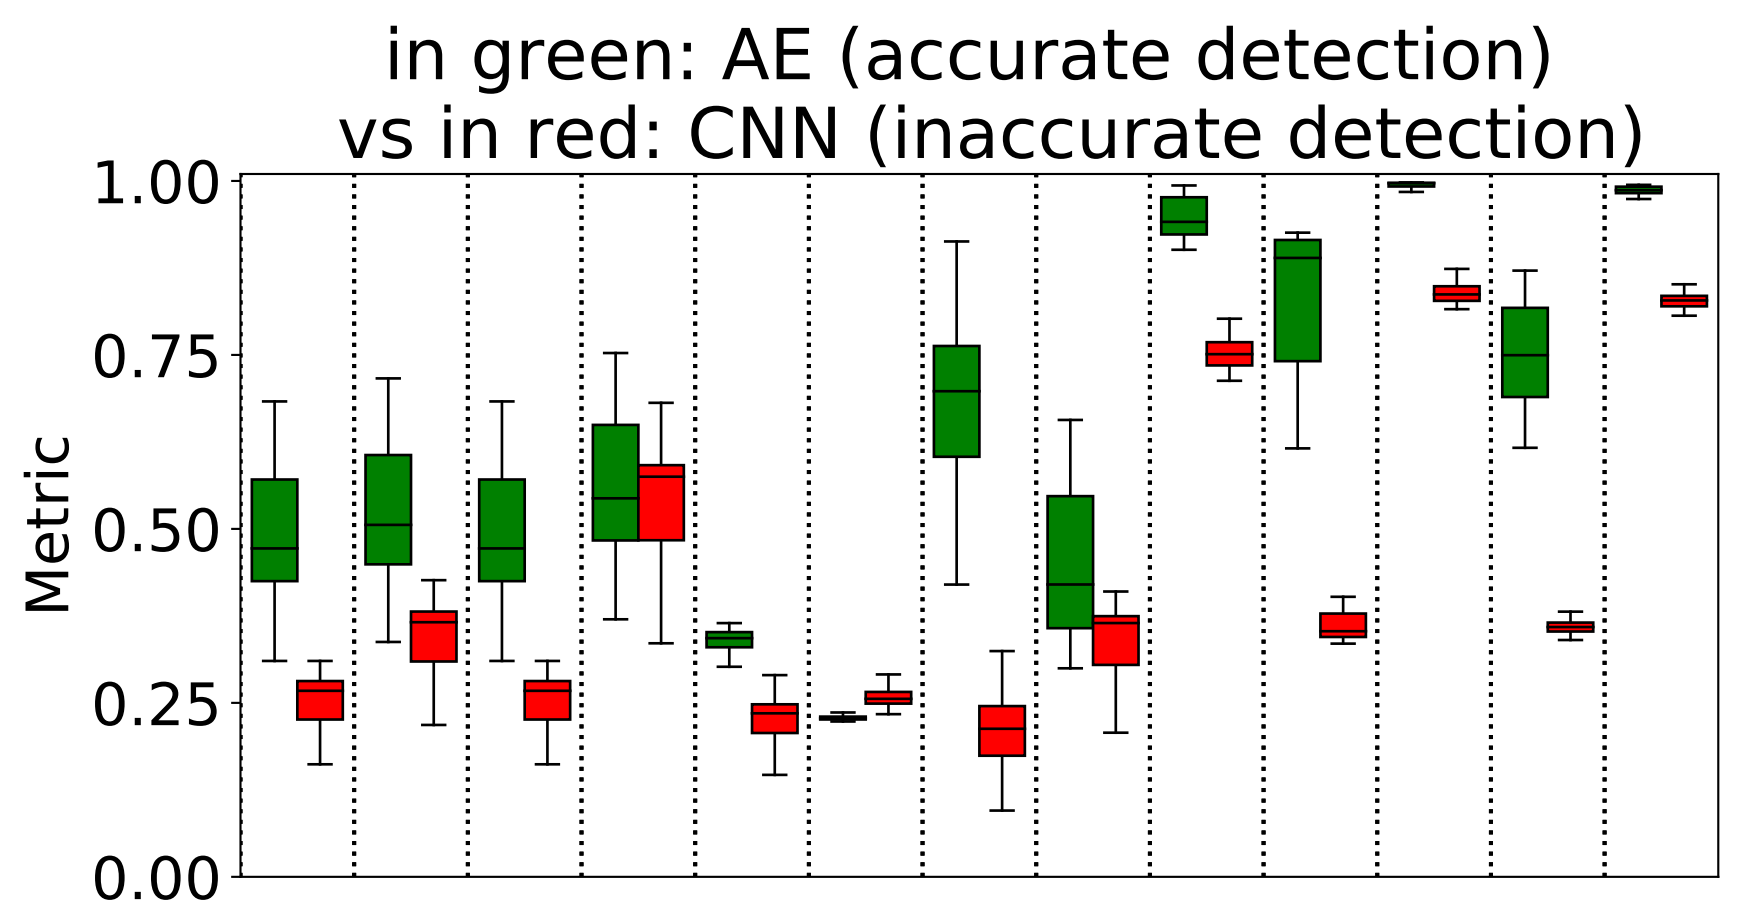 in green: AE (accurate detection)
vs in red: CNN (inaccurate detection)
1.00
0.75
0.50
0.25
0.00
Metric